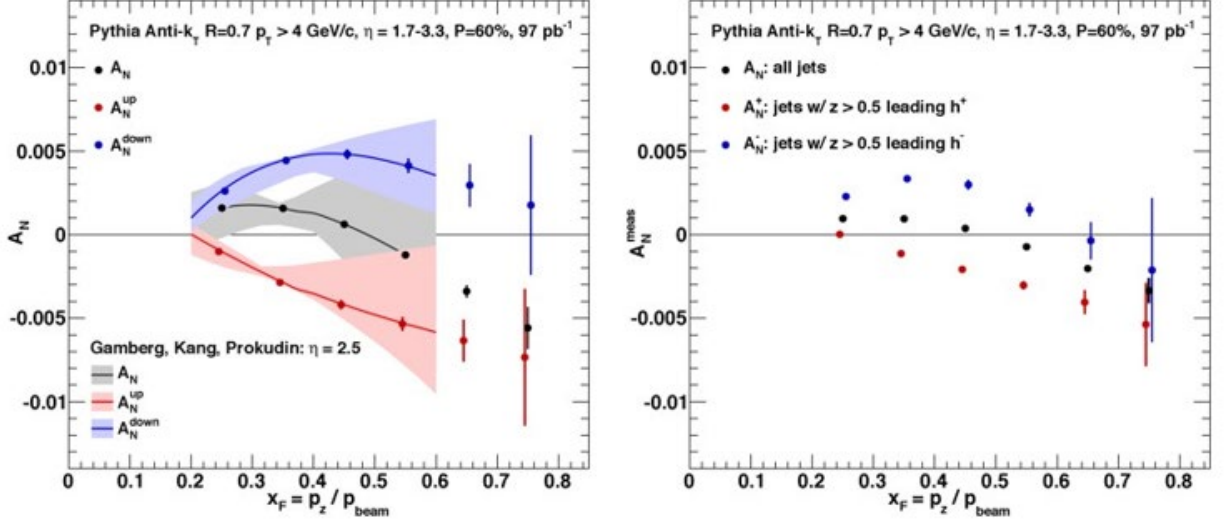 Pythia Anti-k_T R=0.7 p_T > 4 GeV/c, η = 1.7-3.3, P=60%, 97 pb⁻¹
A_N
A_N^up
A_N^down
0.01
0.005
0
-0.005
-0.01
A_N
Gamberg, Kang, Prokudin: η = 2.5
A_N
A_N^up
A_N^down
0 0.1 0.2 0.3 0.4 0.5 0.6 0.7 0.8
x_F = p_z / p_beam
Pythia Anti-k_T R=0.7 p_T > 4 GeV/c, η = 1.7-3.3, P=60%, 97 pb⁻¹
A_N: all jets
A_N^+: jets w/ z > 0.5 leading h⁺
A_N^-: jets w/ z > 0.5 leading h⁻
0.01
0.005
0
-0.005
-0.01
A_N^meas
0 0.1 0.2 0.3 0.4 0.5 0.6 0.7 0.8
x_F = p_z / p_beam